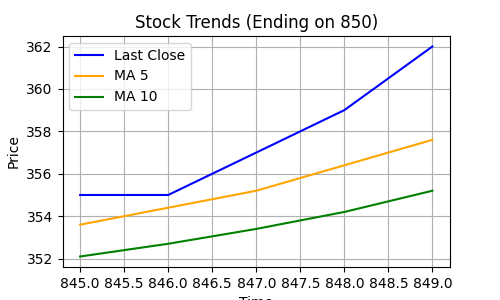 Stock Trends (Ending on 850)
362
360
358
356
354
352
Price
Last Close
MA 5
MA 10
845.0 845.5 846.0 846.5 847.0 847.5 848.0 848.5 849.0
Time